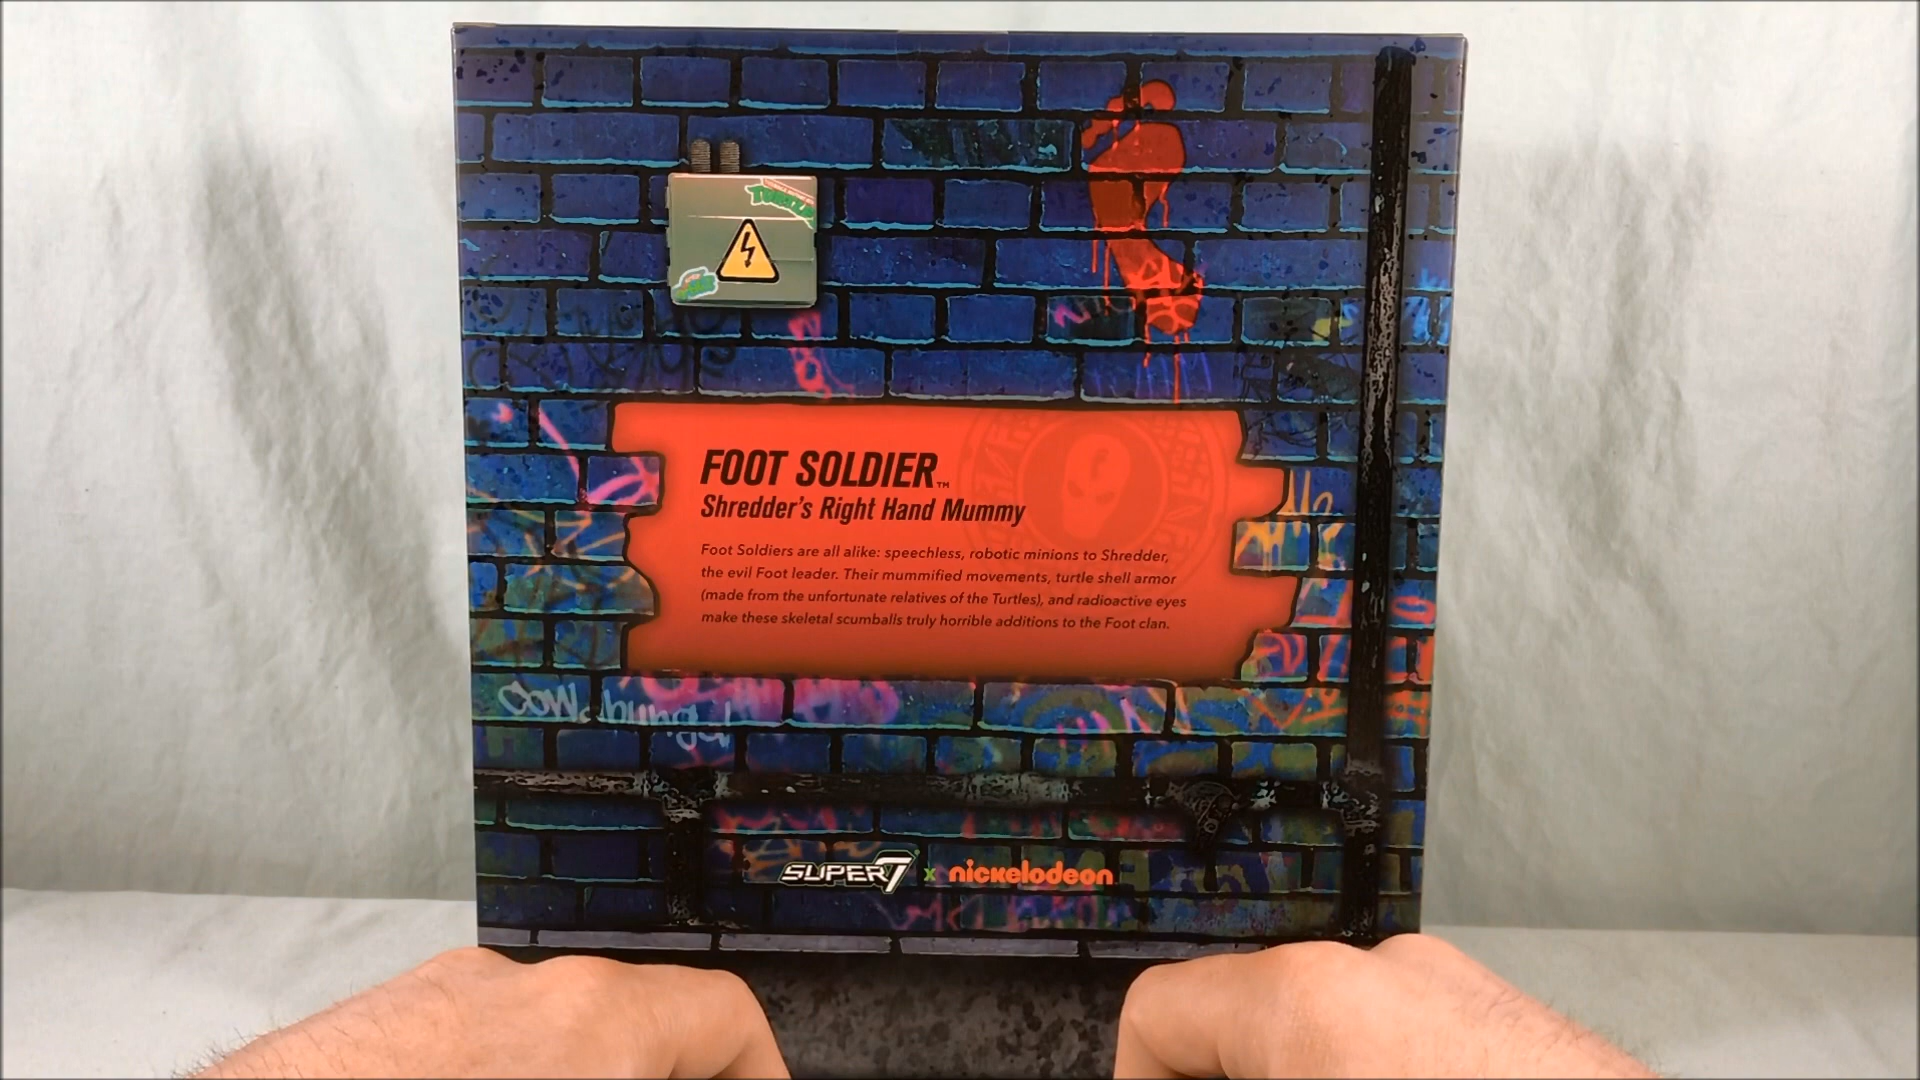 TURTLES
FOOT SOLDIER™
Shredder's Right Hand Mummy
Foot Soldiers are all alike: speechless, robotic minions to Shredder,
the evil Foot leader. Their mummified movements, turtle shell armor
(made from the unfortunate relatives of the Turtles), and radioactive eyes
make these skeletal scumballs truly horrible additions to the Foot clan.
Cowabunga!
SUPER7 x nickelodeon